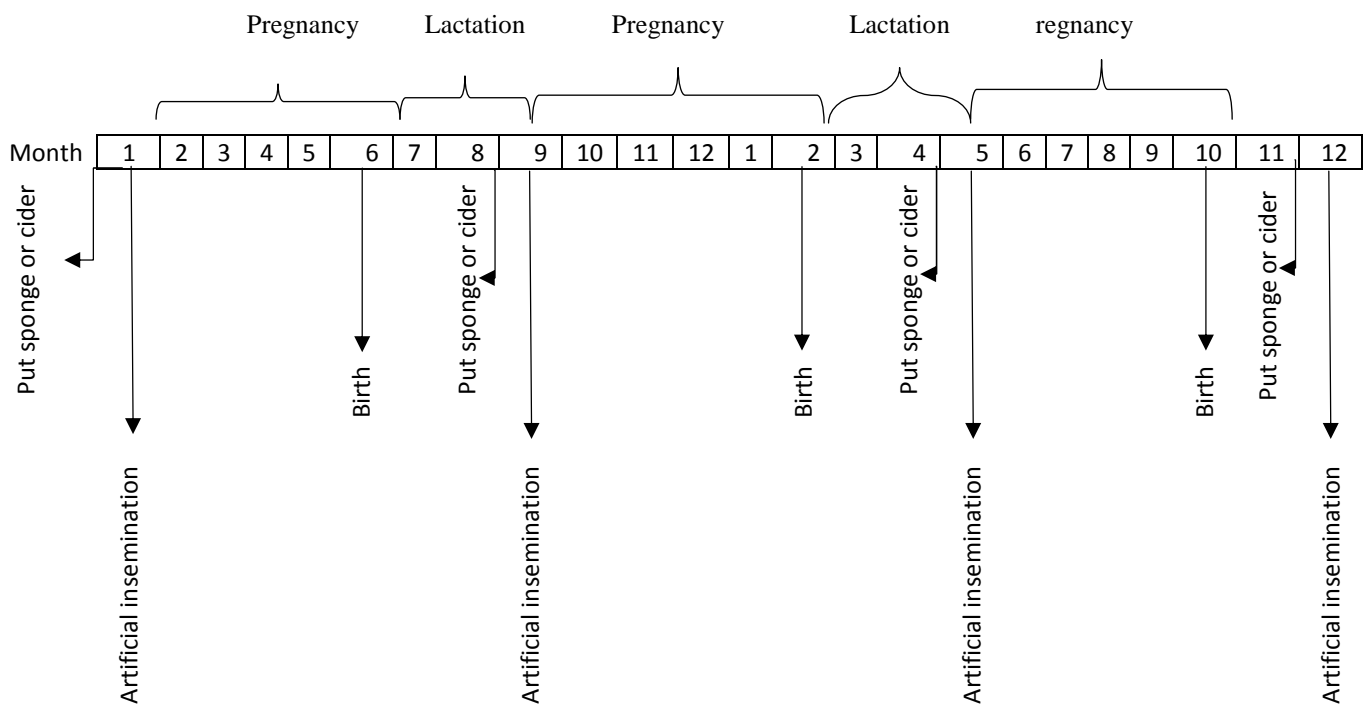 Pregnancy Lactation Pregnancy Lactation regnancy
Month 1 2 3 4 5 6 7 8 9 10 11 12 1 2 3 4 5 6 7 8 9 10 11 12
Put sponge or cider
Artificial insemination
Birth
Put sponge or cider
Artificial insemination
Birth
Put sponge or cider
Artificial insemination
Birth
Put sponge or cider
Artificial insemination